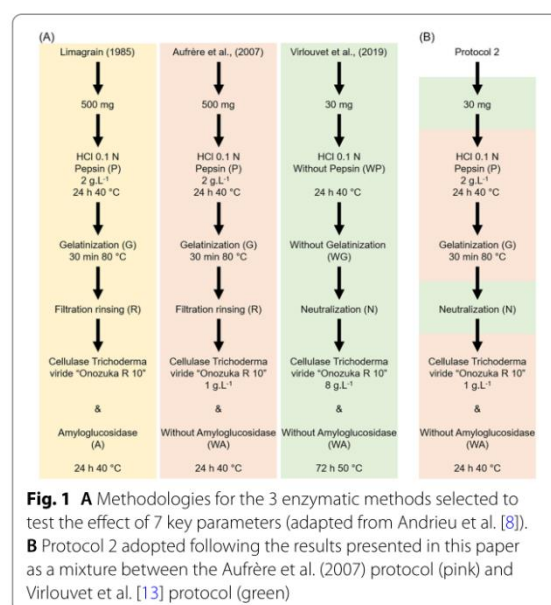 (A)
Limagrain (1985)
500 mg
HCl 0.1 N
Pepsin (P)
2 g.L-1
24 h 40 °C
Gelatinization (G)
30 min 80 °C
Filtration rinsing (R)
Cellulase Trichoderma
viride "Onozuka R 10"
&
Amyloglucosidase
(A)
24 h 40 °C
Aufrère et al., (2007)
500 mg
HCl 0.1 N
Pepsin (P)
2 g.L-1
24 h 40 °C
Gelatinization (G)
30 min 80 °C
Filtration rinsing (R)
Cellulase Trichoderma
viride "Onozuka R 10"
1 g.L-1
&
Without Amyloglucosidase
(WA)
24 h 40 °C
Virlouvet et al., (2019)
30 mg
HCl 0.1 N
Without Pepsin (WP)
24 h 40 °C
Without Gelatinization
(WG)
Neutralization (N)
Cellulase Trichoderma
viride "Onozuka R 10"
8 g.L-1
&
Without Amyloglucosidase
(WA)
72 h 50 °C
(B)
Protocol 2
30 mg
HCl 0.1 N
Pepsin (P)
2 g.L-1
24 h 40 °C
Gelatinization (G)
30 min 80 °C
Neutralization (N)
Cellulase Trichoderma
viride "Onozuka R 10"
1 g.L-1
&
Without Amyloglucosidase
(WA)
24 h 40 °C
Fig. 1 A Methodologies for the 3 enzymatic methods selected to
test the effect of 7 key parameters (adapted from Andrieu et al. [8]).
B Protocol 2 adopted following the results presented in this paper
as a mixture between the Aufrère et al. (2007) protocol (pink) and
Virlouvet et al. [13] protocol (green)